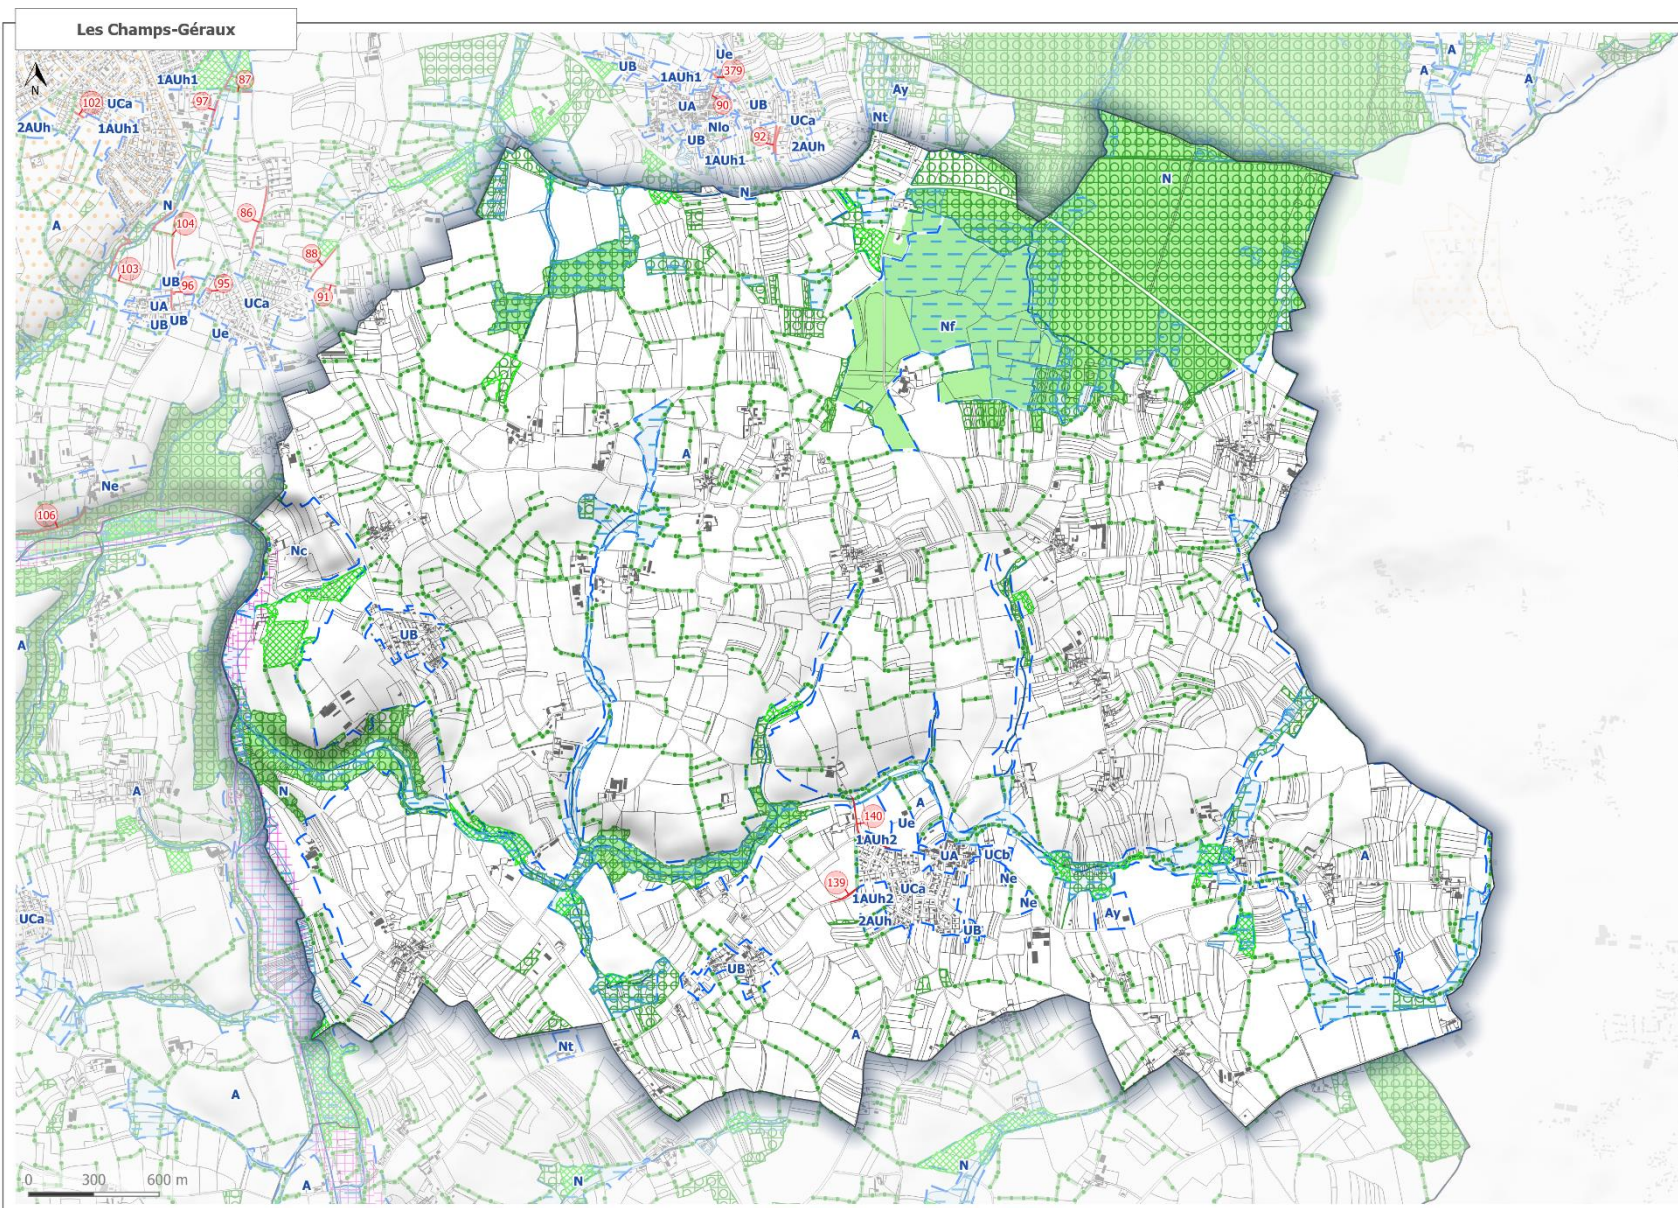 Les Champs-Géraux
N
1AUh1
87
UB
Ue
379
1AUh1
A
A
A
102
UCa
97
UA
90
UB
Ay
2AUh
1AUh1
Nlo
UCa
Nt
92
UB
2AUh
1AUh1
N
N
N
A
86
104
88
103
UB
96
95
UCa
91
UA
UB
UB
Ue
Nf
A
Ne
106
Nc
UB
A
A
N
140
A
Ue
1AUh2
UA
UCb
A
139
UCa
Ne
1AUh2
Ne
Ay
2AUh
UB
UCa
UB
A
A
Nt
A
N
N
A
0 300 600 m